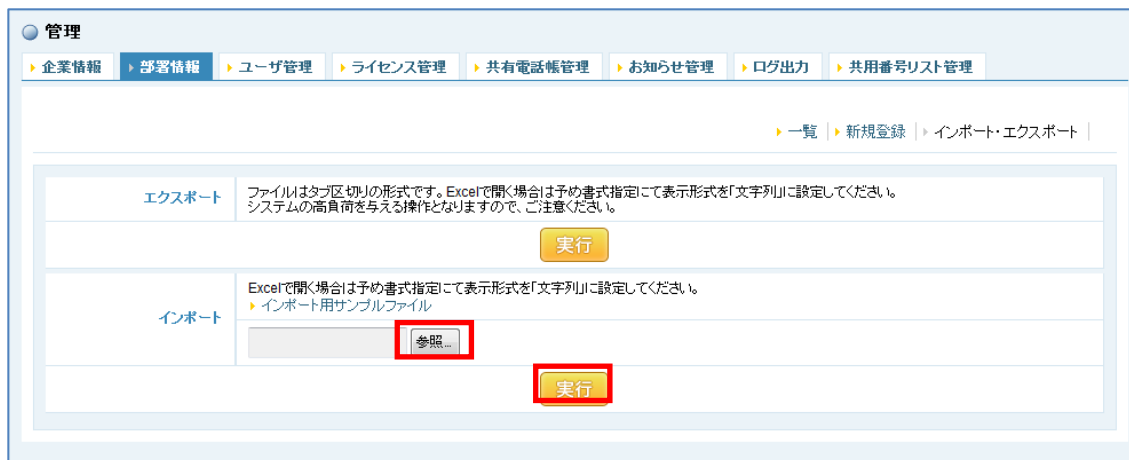 管理
企業情報 部署情報 ユーザ管理 ライセンス管理 共有電話帳管理 お知らせ管理 ログ出力 共用番号リスト管理
一覧 新規登録 インポート・エクスポート
エクスポート
ファイルはタブ区切りの形式です。Excelで開く場合は予め書式指定にて表示形式を「文字列」に設定してください。
システムの高負荷を与える操作となりますので、ご注意ください。
実行
インポート
Excelで開く場合は予め書式指定にて表示形式を「文字列」に設定してください。
インポート用サンプルファイル
参照...
実行